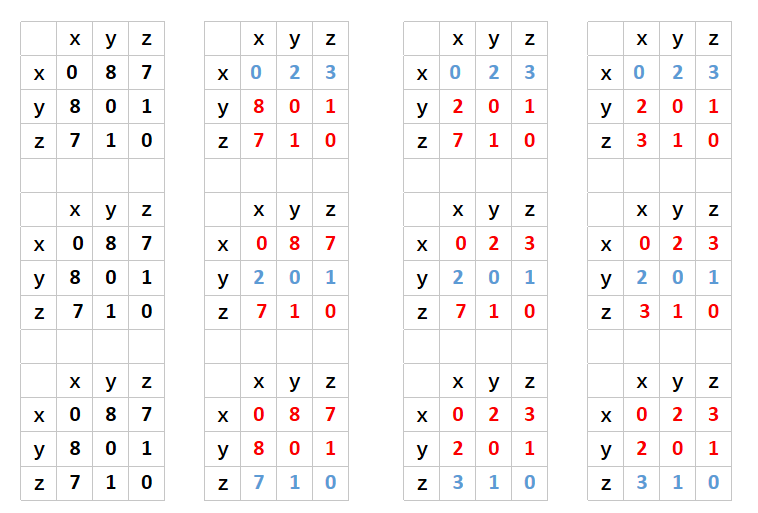 x y z x y z x y z x y z
x 0 8 7 x 0 2 3 x 0 2 3 x 0 2 3
y 8 0 1 y 8 0 1 y 2 0 1 y 2 0 1
z 7 1 0 z 7 1 0 z 7 1 0 z 3 1 0
x y z x y z x y z x y z
x 0 8 7 x 0 8 7 x 0 2 3 x 0 2 3
y 8 0 1 y 2 0 1 y 2 0 1 y 2 0 1
z 7 1 0 z 7 1 0 z 7 1 0 z 3 1 0
x y z x y z x y z x y z
x 0 8 7 x 0 8 7 x 0 2 3 x 0 2 3
y 8 0 1 y 8 0 1 y 2 0 1 y 2 0 1
z 7 1 0 z 7 1 0 z 3 1 0 z 3 1 0